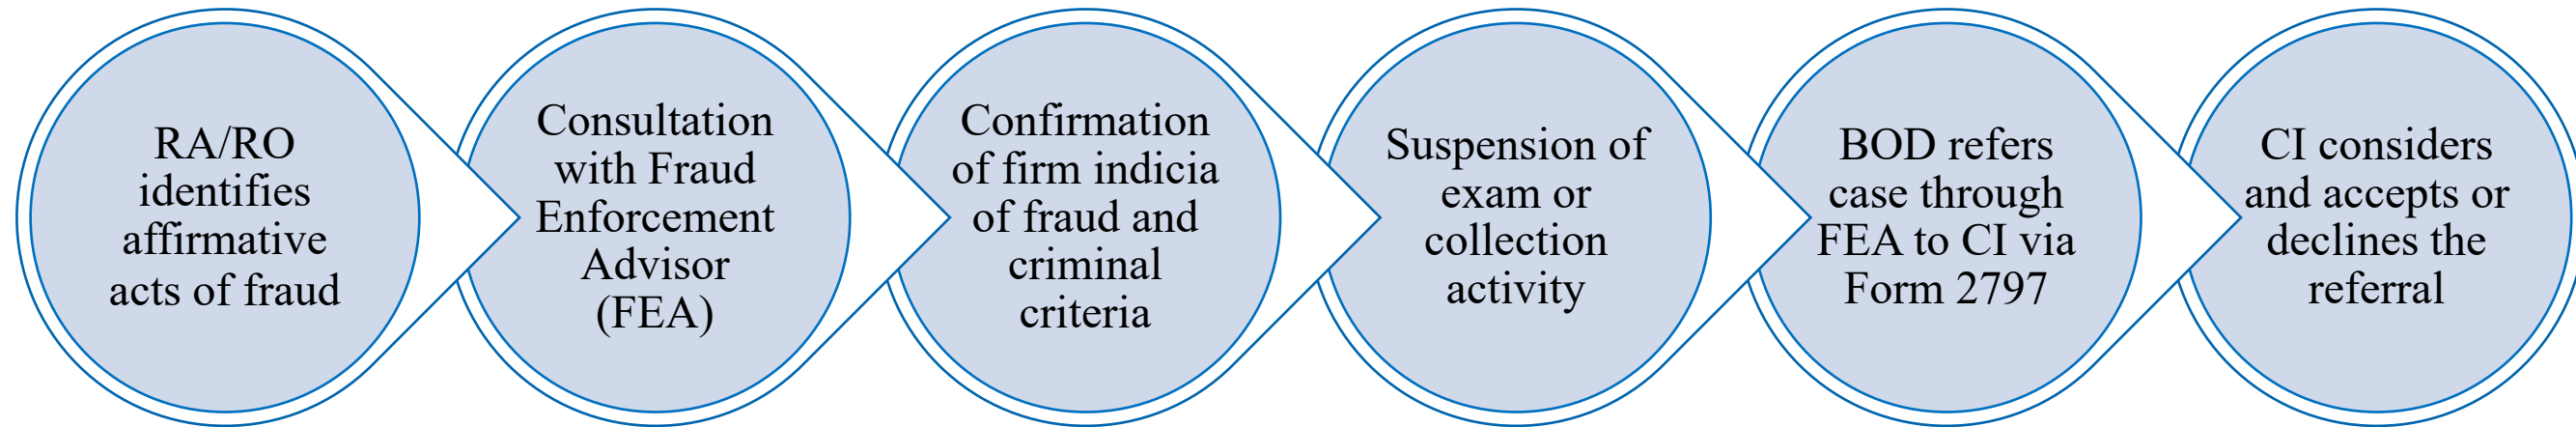 RA/RO
identifies
affirmative
acts of fraud
Consultation
with Fraud
Enforcement
Advisor
(FEA)
Confirmation
of firm indicia
of fraud and
criminal
criteria
Suspension of
exam or
collection
activity
BOD refers
case through
FEA to CI via
Form 2797
CI considers
and accepts or
declines the
referral